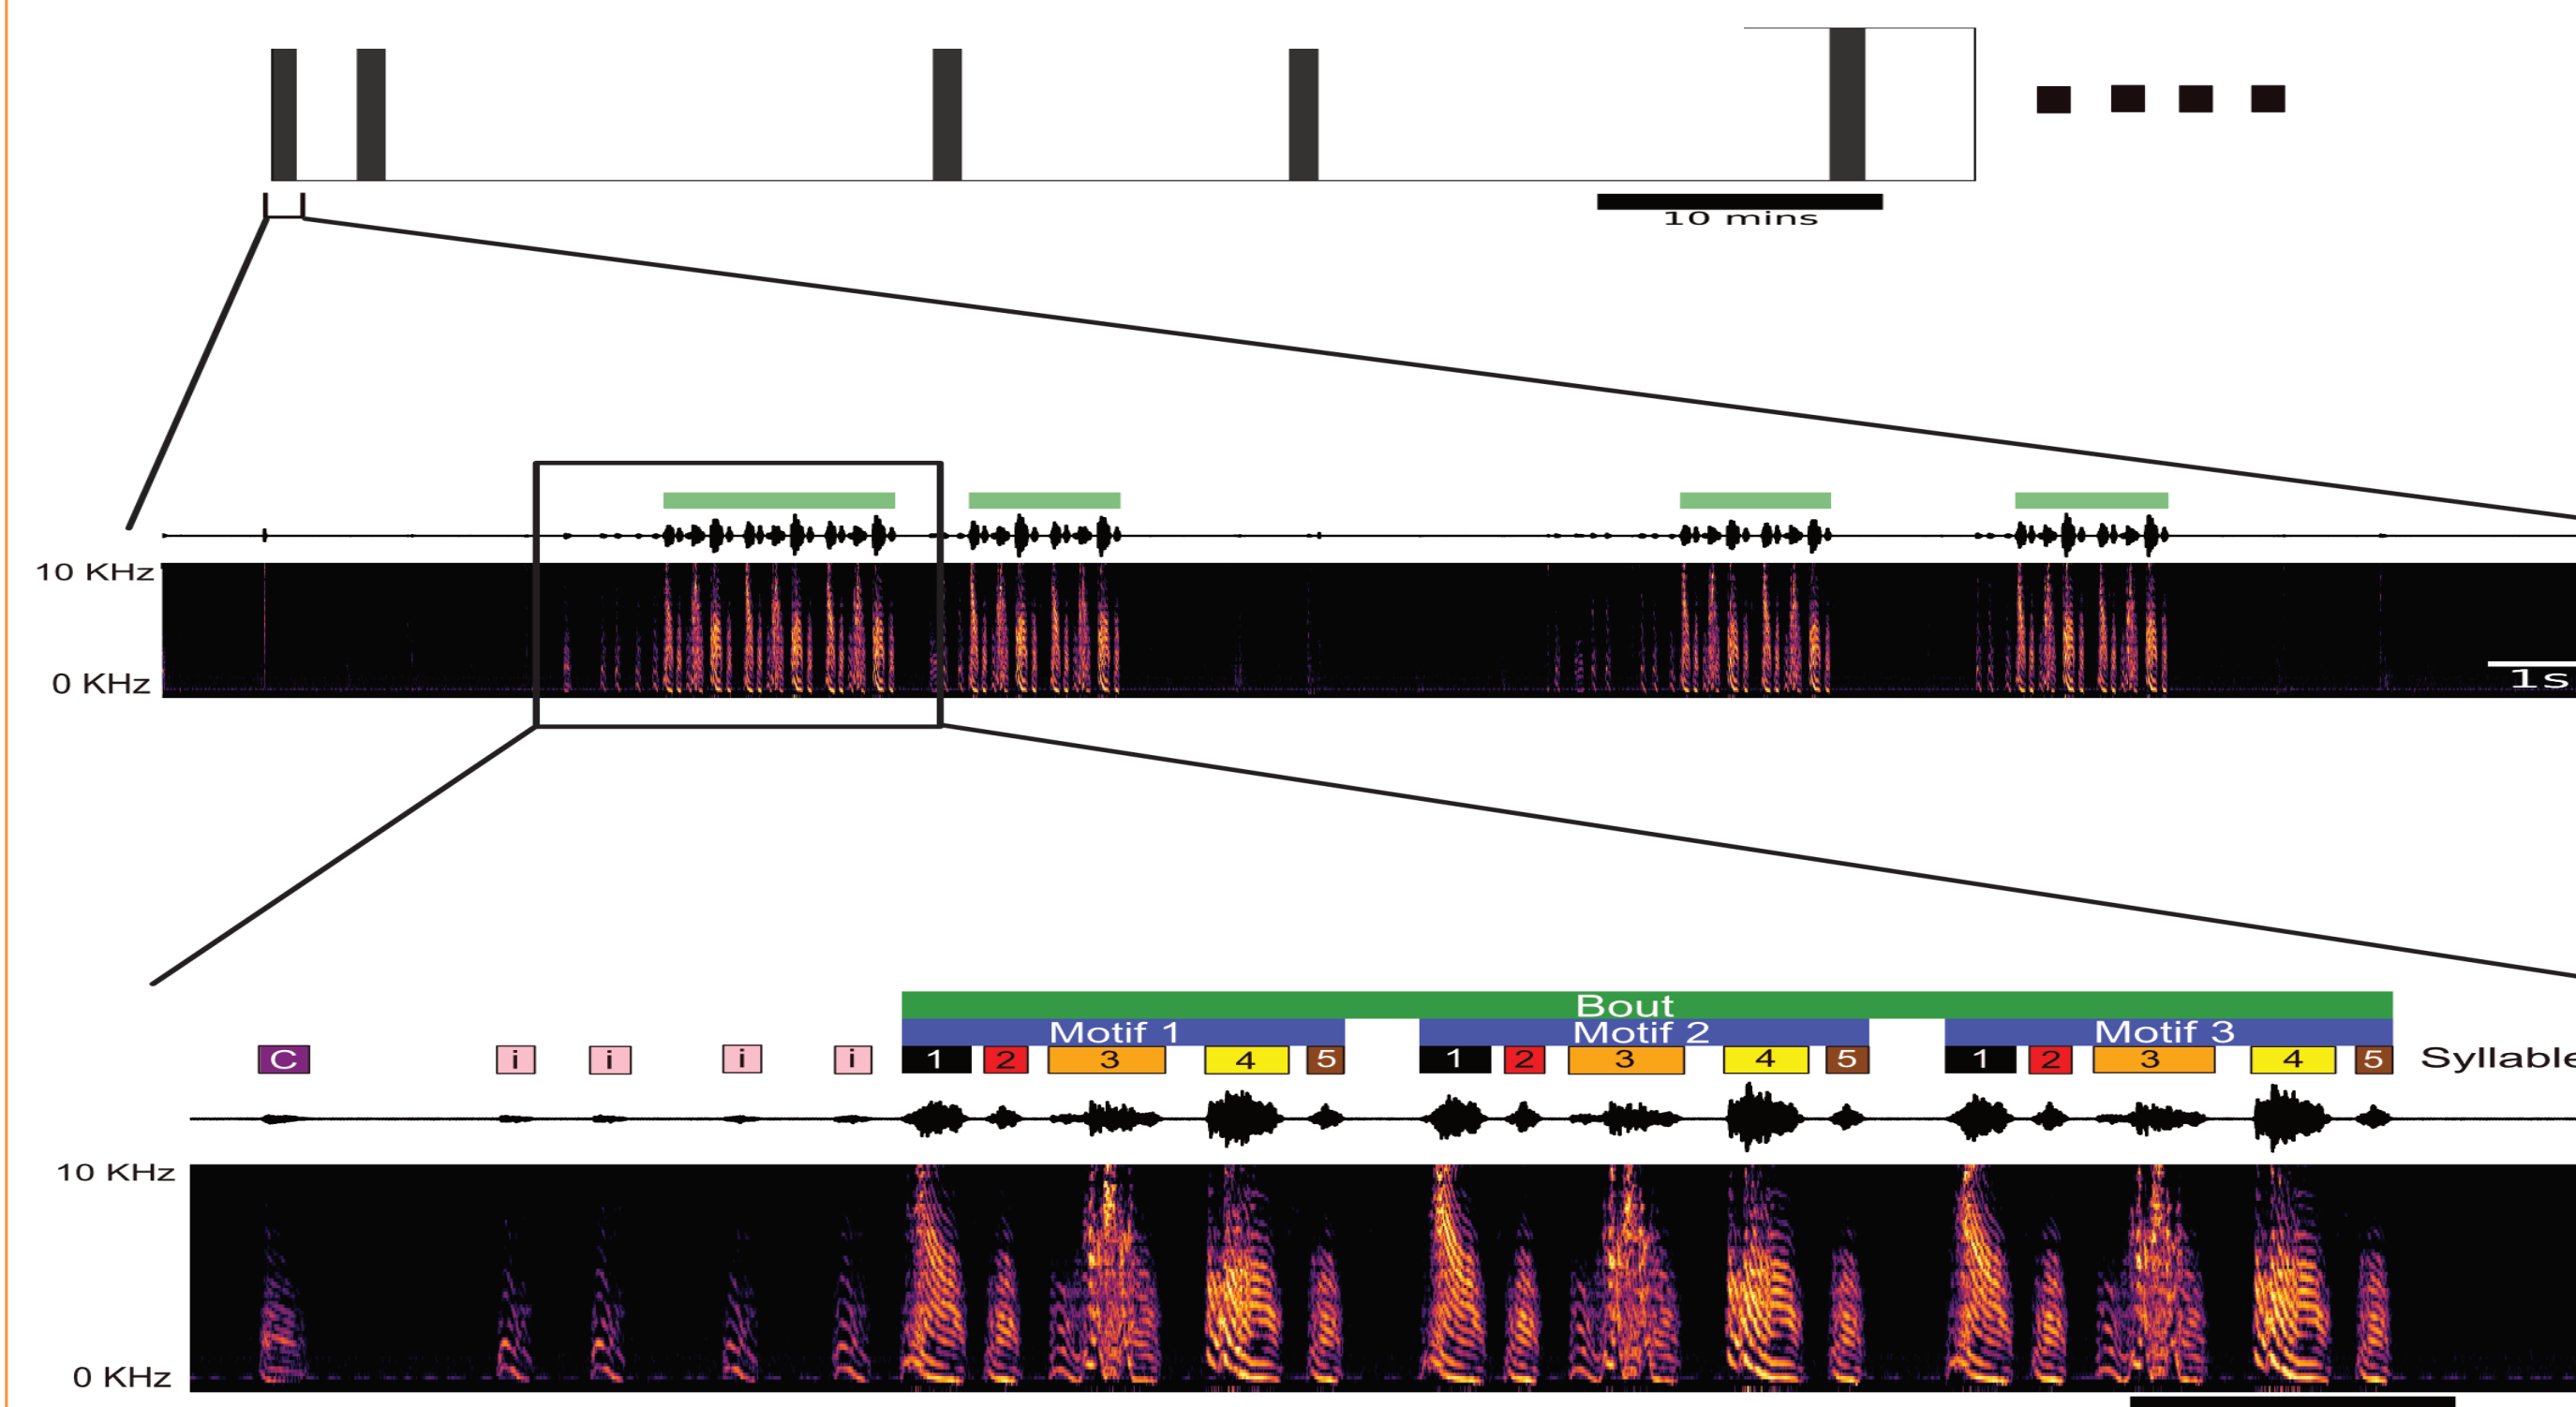 10 mins
10 KHz
0 KHz
1s
Bout
Motif 1 Motif 2 Motif 3
C i i i i 1 2 3 4 5 1 2 3 4 5 1 2 3 4 5 Syllable
10 KHz
0 KHz